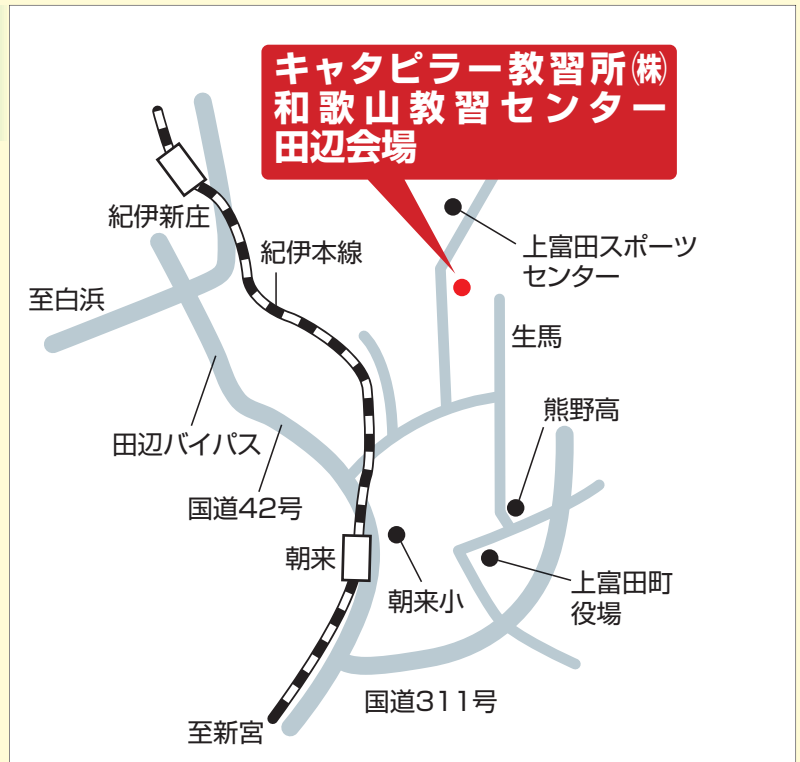 キャタピラー教習所㈱
和歌山教習センター
田辺会場
紀伊新庄
紀伊本線
上富田スポーツ
センター
至白浜
生馬
熊野高
田辺バイパス
国道42号
朝来
朝来小
上富田町
役場
国道311号
至新宮